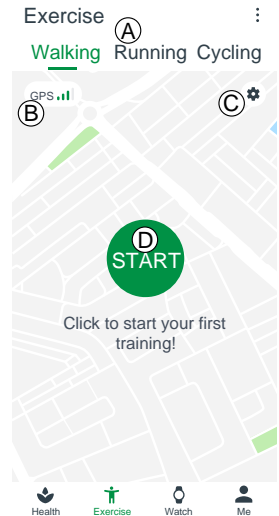 Exercise
A
Walking Running Cycling
GPS
B
C
D
START
Click to start your first
training!
Health Exercise Watch Me